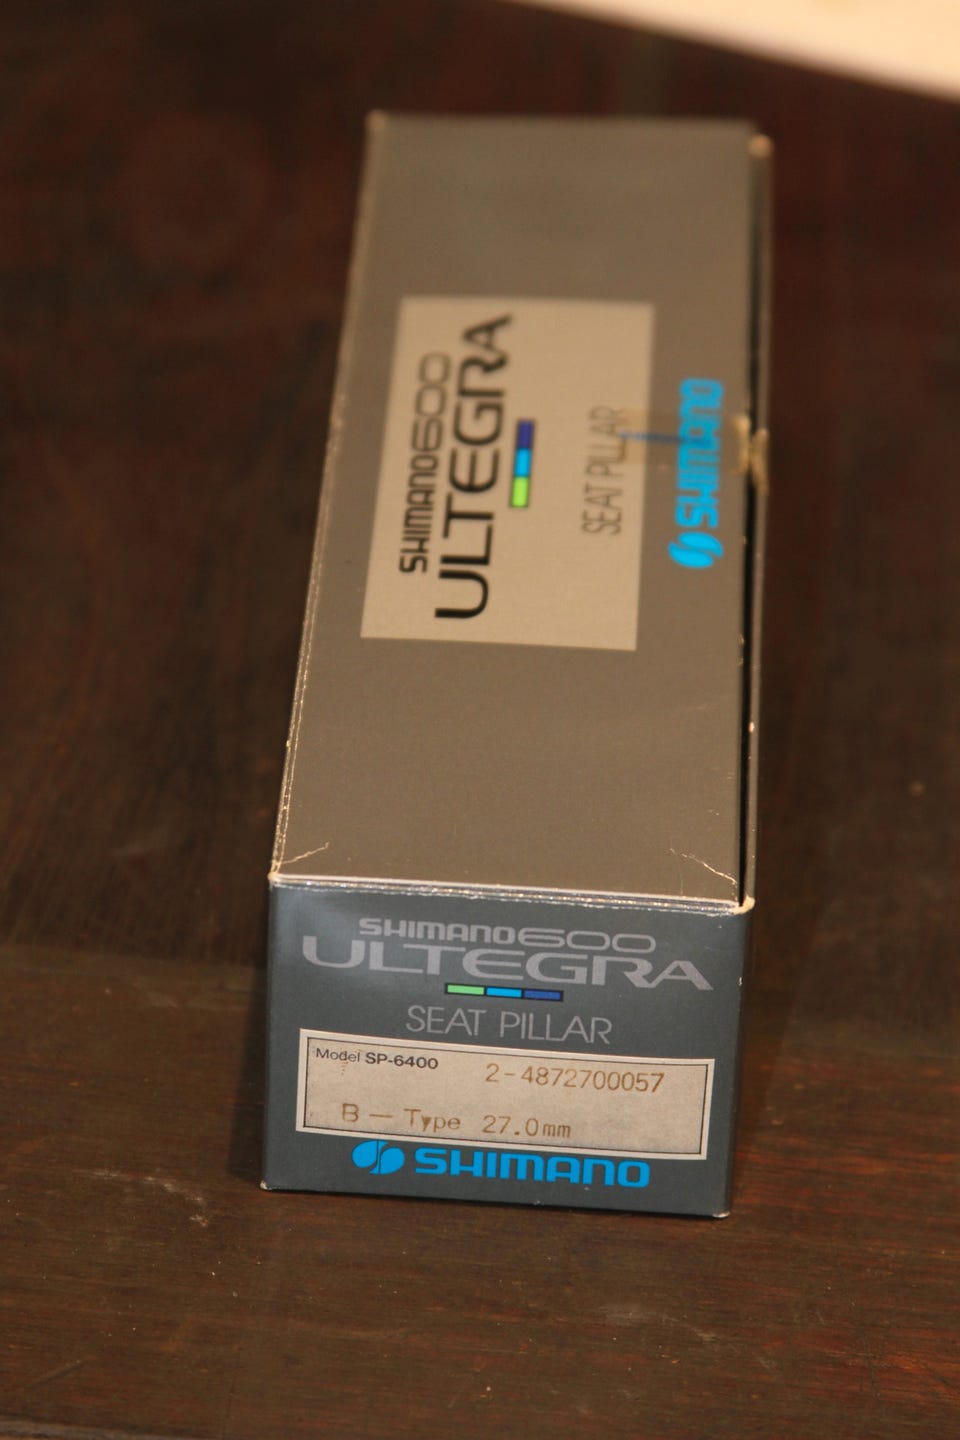 SHIMANO600
ULTEGRA
SEAT PILLAR
SHIMANO
SHIMANO600
ULTEGRA
SEAT PILLAR
Model SP-6400
2-4872700057
B-Type 27.0mm
SHIMANO